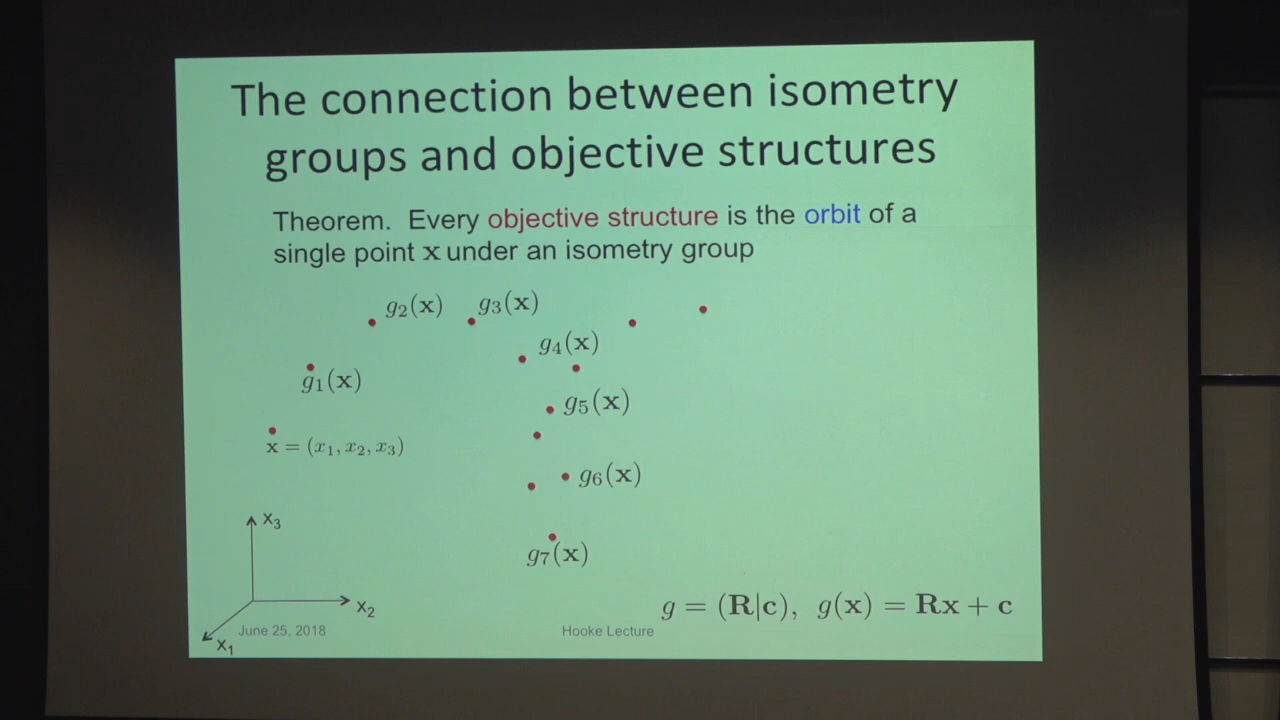 The connection between isometry
groups and objective structures
Theorem. Every objective structure is the orbit of a
single point x under an isometry group
g₂(x)
g₃(x)
g₄(x)
g₁(x)
g₅(x)
x = (x₁, x₂, x₃)
g₆(x)
x₃
g₇(x)
x₂
g = (R|c), g(x) = Rx + c
June 25, 2018
Hooke Lecture
x₁